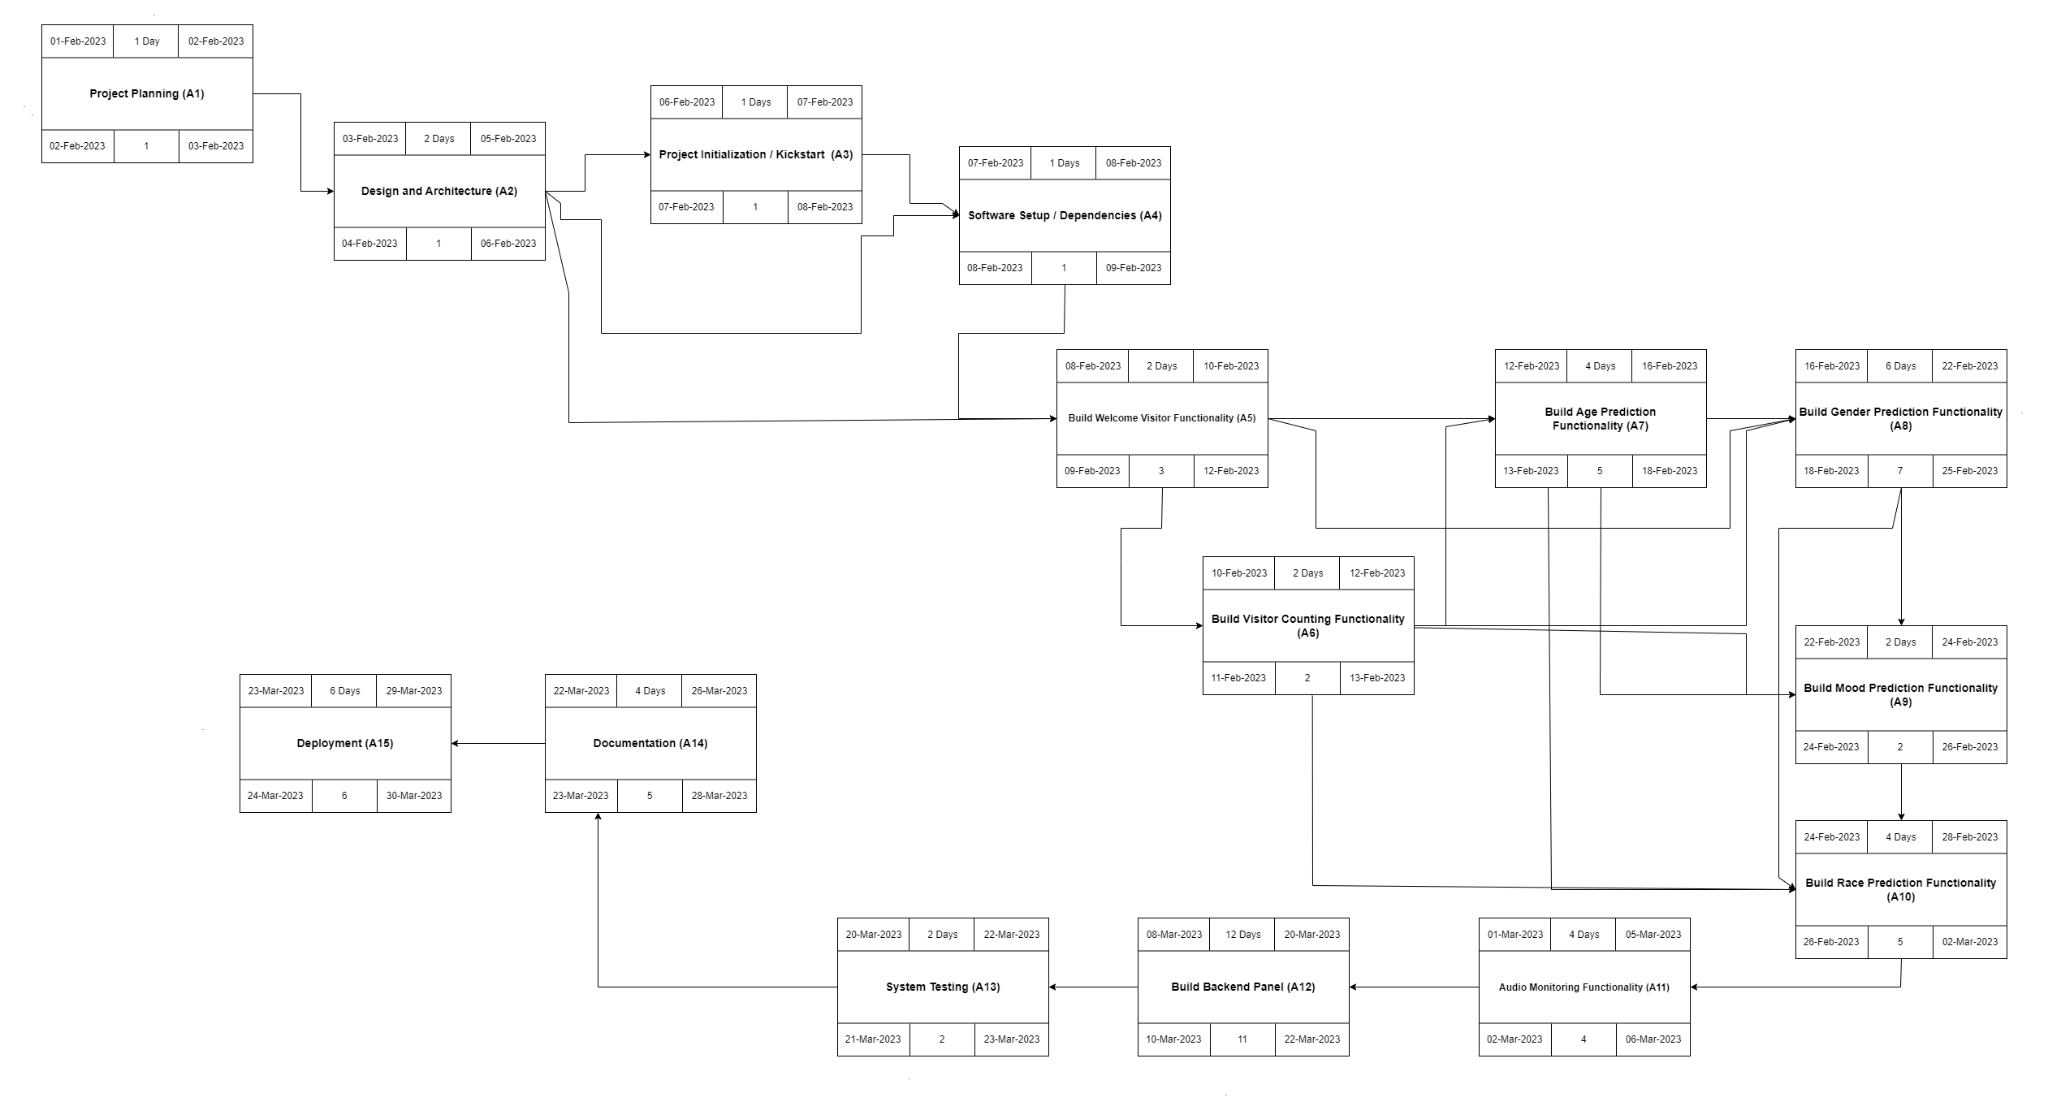 01-Feb-2023 1 Day 02-Feb-2023
Project Planning (A1)
02-Feb-2023 1 03-Feb-2023
03-Feb-2023 2 Days 05-Feb-2023
Design and Architecture (A2)
04-Feb-2023 1 06-Feb-2023
06-Feb-2023 1 Days 07-Feb-2023
Project Initialization / Kickstart (A3)
07-Feb-2023 1 08-Feb-2023
07-Feb-2023 1 Days 08-Feb-2023
Software Setup / Dependencies (A4)
08-Feb-2023 1 09-Feb-2023
08-Feb-2023 2 Days 10-Feb-2023
Build Welcome Visitor Functionality (A5)
09-Feb-2023 3 12-Feb-2023
12-Feb-2023 4 Days 16-Feb-2023
Build Age Prediction
Functionality (A7)
13-Feb-2023 5 18-Feb-2023
16-Feb-2023 6 Days 22-Feb-2023
Build Gender Prediction Functionality
(A8)
18-Feb-2023 7 25-Feb-2023
10-Feb-2023 2 Days 12-Feb-2023
Build Visitor Counting Functionality
(A6)
11-Feb-2023 2 13-Feb-2023
22-Feb-2023 2 Days 24-Feb-2023
Build Mood Prediction Functionality
(A9)
24-Feb-2023 2 26-Feb-2023
23-Mar-2023 6 Days 29-Mar-2023
Deployment (A15)
24-Mar-2023 6 30-Mar-2023
22-Mar-2023 4 Days 26-Mar-2023
Documentation (A14)
23-Mar-2023 5 28-Mar-2023
24-Feb-2023 4 Days 28-Feb-2023
Build Race Prediction Functionality
(A10)
26-Feb-2023 5 02-Mar-2023
20-Mar-2023 2 Days 22-Mar-2023
System Testing (A13)
21-Mar-2023 2 23-Mar-2023
08-Mar-2023 12 Days 20-Mar-2023
Build Backend Panel (A12)
10-Mar-2023 11 22-Mar-2023
01-Mar-2023 4 Days 05-Mar-2023
Audio Monitoring Functionality (A11)
02-Mar-2023 4 06-Mar-2023